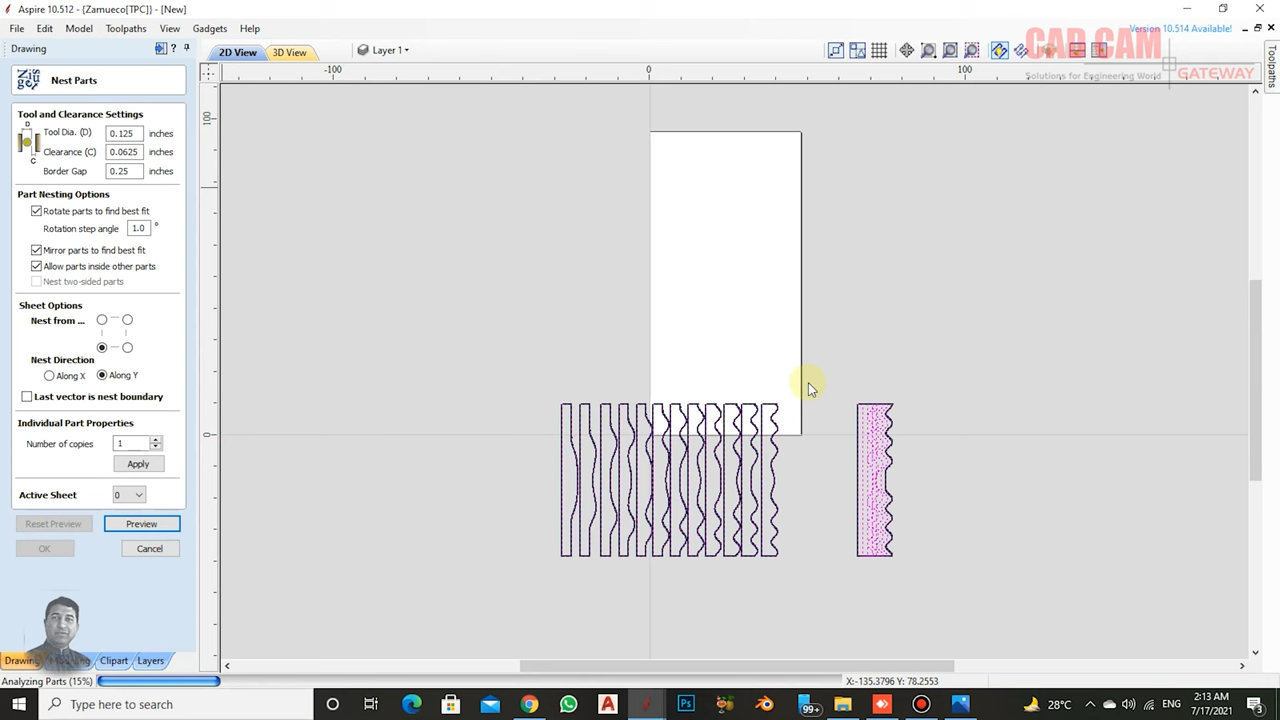 Aspire 10.512 - {Zamueco[TPC]} - [New]
File Edit Model Toolpaths View Gadgets Help
Version 10.514 Available!
CAD CAM
Solutions for Engineering World
GATEWAY
Drawing
2D View 3D View Layer 1
Toolpaths
Nest Parts
-100 0 100
100
0
Tool and Clearance Settings
D
C
Tool Dia. (D) 0.125 inches
Clearance (C) 0.0625 inches
Border Gap 0.25 inches
Part Nesting Options
Rotate parts to find best fit
Rotation step angle 1.0 °
Mirror parts to find best fit
Allow parts inside other parts
Nest two-sided parts
Sheet Options
Nest from ...
Nest Direction
Along X Along Y
Last vector is nest boundary
Individual Part Properties
Number of copies 1
Apply
Active Sheet 0
Reset Preview Preview
OK Cancel
Drawing Clipart Layers
Analyzing Parts (15%)
X:-135.3796 Y: 78.2553
Type here to search
99+
28°C
ENG
2:13 AM
7/17/2021